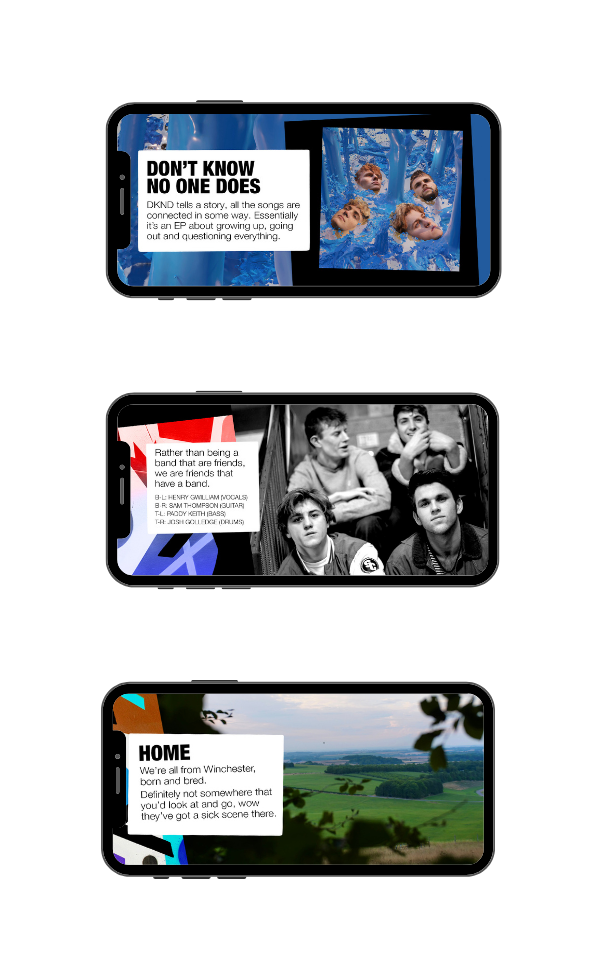 DON'T KNOW
NO ONE DOES
DKND tells a story, all the songs are
connected in some way. Essentially
it's an EP about growing up, going
out and questioning everything.
Rather than being a
band that are friends,
we are friends that
have a band.
B-L: HENRY GWILLIAM (VOCALS)
B-R: SAM THOMPSON (GUITAR)
T-L: PADDY KEITH (BASS)
T-R: JOSH GOLLEDGE (DRUMS)
HOME
We're all from Winchester,
born and bred.
Definitely not somewhere that
you'd look at and go, wow
they've got a sick scene there.